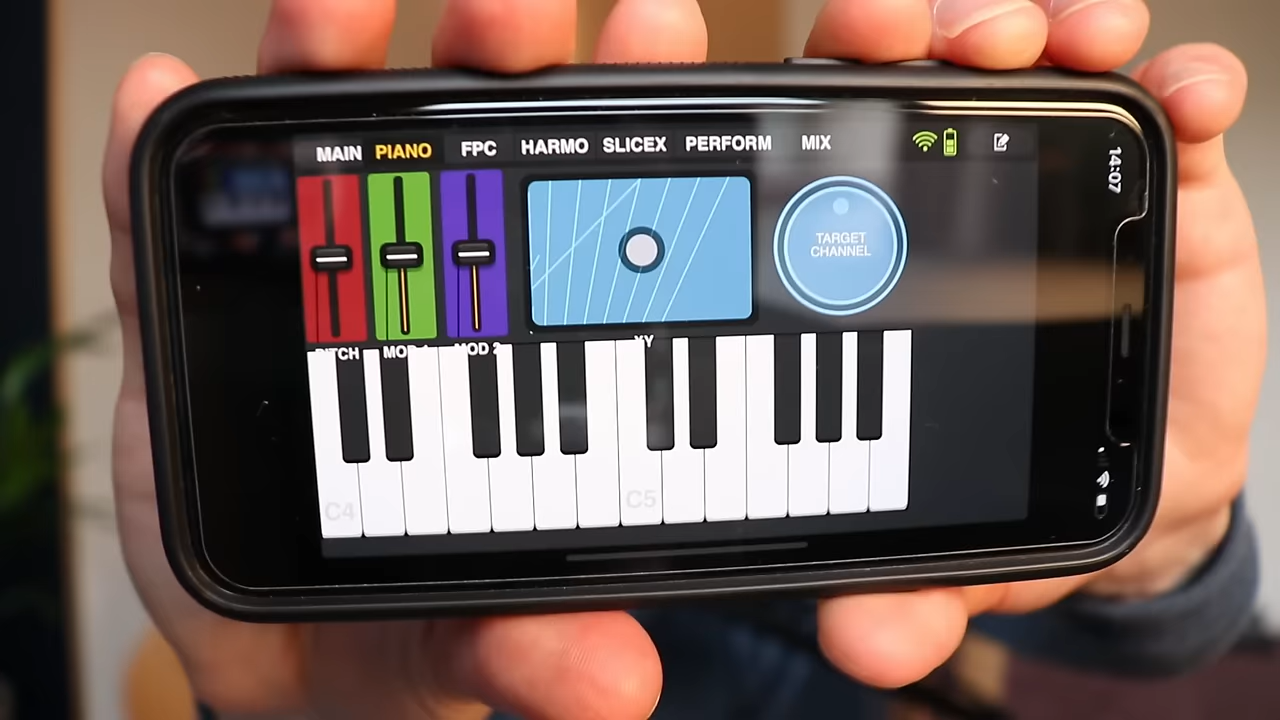 MAIN PIANO FPC HARMO SLICEX PERFORM MIX
14:07
TARGET
CHANNEL
PITCH MOD 1 MOD 2 XY
C4 C5